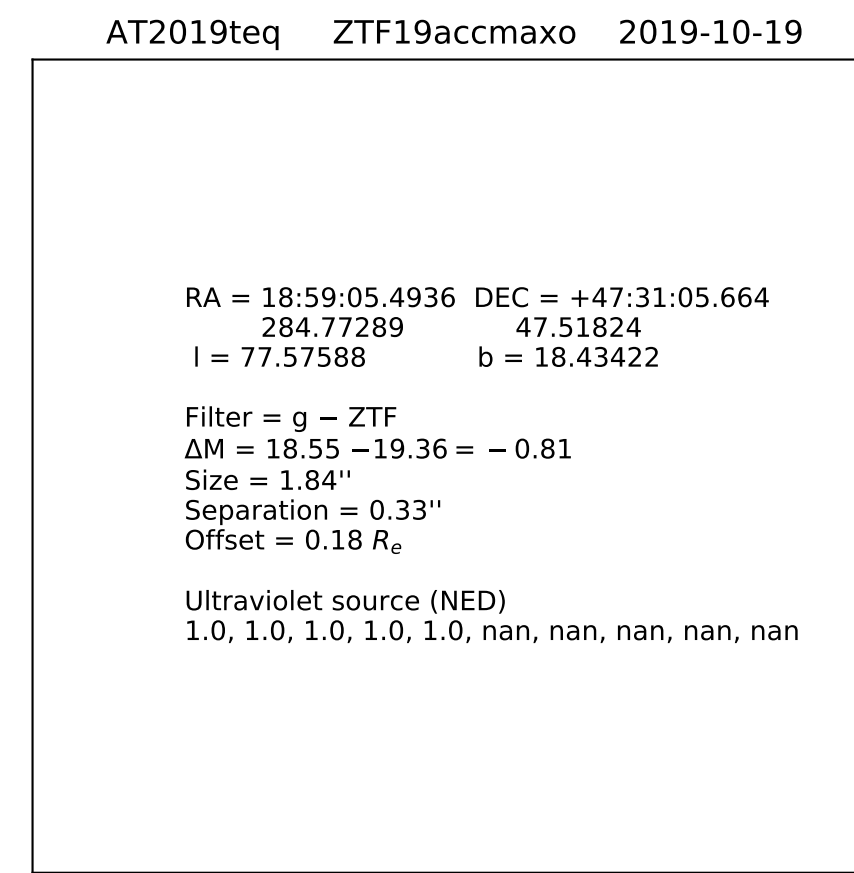 AT2019teq ZTF19accmaxo 2019-10-19
RA = 18:59:05.4936 DEC = +47:31:05.664
284.77289 47.51824
l = 77.57588 b = 18.43422
Filter = g − ZTF
ΔM = 18.55 −19.36 = − 0.81
Size = 1.84''
Separation = 0.33''
Offset = 0.18 Re
Ultraviolet source (NED)
1.0, 1.0, 1.0, 1.0, 1.0, nan, nan, nan, nan, nan